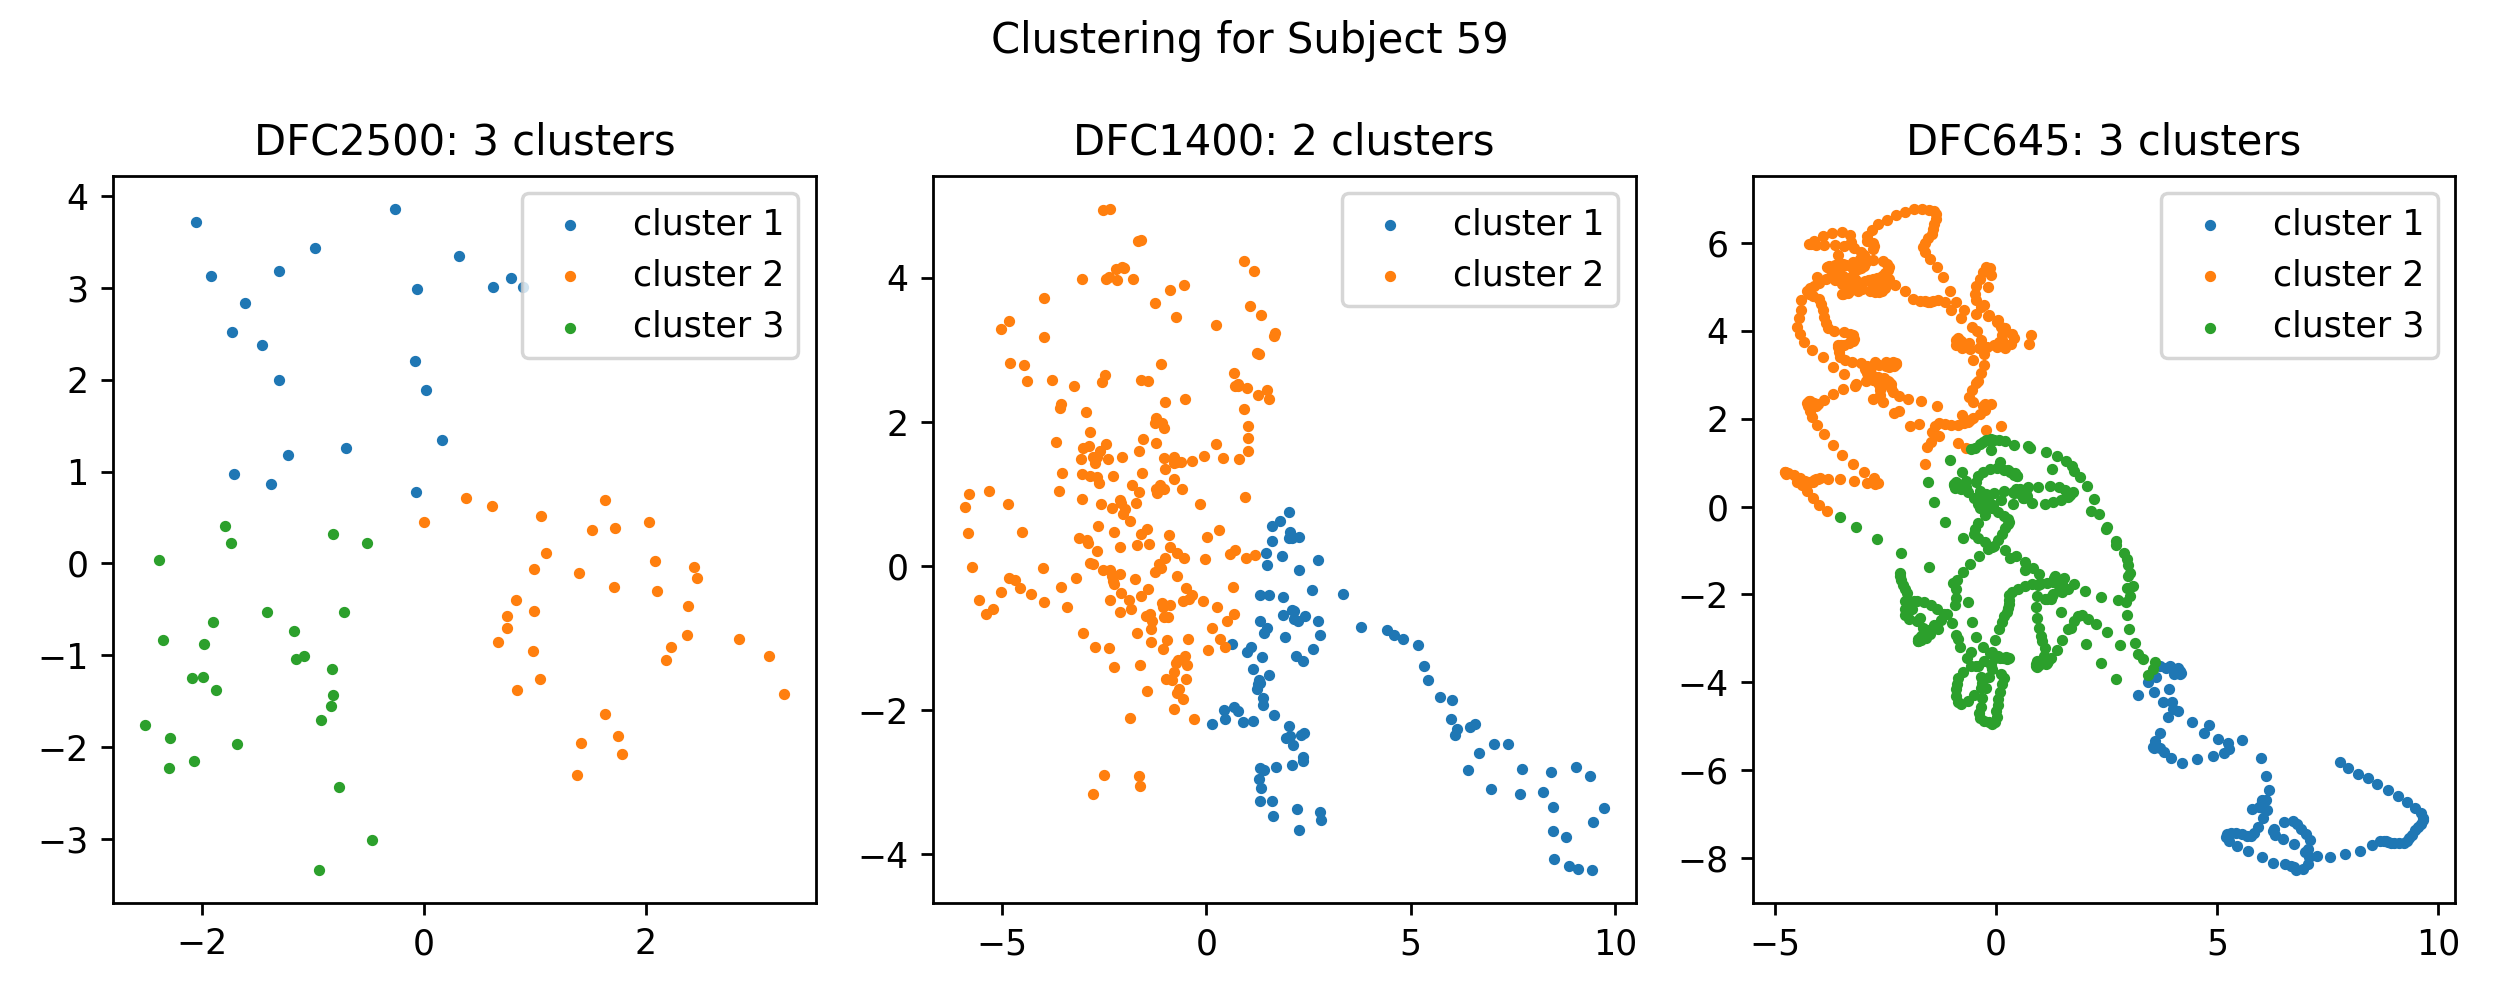 Clustering for Subject 59
DFC2500: 3 clusters
4
3
2
1
0
−1
−2
−3
−2
0
2
cluster 1
cluster 2
cluster 3
DFC1400: 2 clusters
4
2
0
−2
−4
−5
0
5
10
cluster 1
cluster 2
DFC645: 3 clusters
6
4
2
0
−2
−4
−6
−8
−5
0
5
10
cluster 1
cluster 2
cluster 3